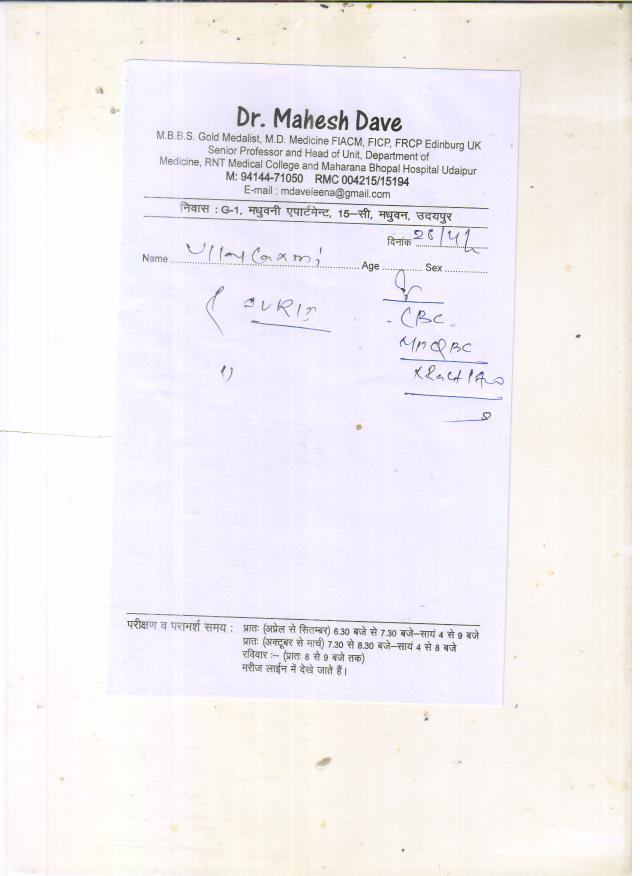 Dr. Mahesh Dave
M.B.B.S. Gold Medalist, M.D. Medicine FIACM, FICP, FRCP Edinburg UK
Senior Professor and Head of Unit, Department of
Medicine, RNT Medical College and Maharana Bhopal Hospital Udaipur
M: 94144-71050 RMC 004215/15194
E-mail : mdaveleena@gmail.com
निवास : G-1, मधुवनी एपार्टमेन्ट, 15–सी, मधुवन, उदयपुर
दिनांक
Name Age Sex
CBC
1)
परीक्षण व परामर्श समय : प्रातः (अप्रेल से सितम्बर) 6.30 बजे से 7.30 बजे–सायं 4 से 9 बजे
प्रातः (अक्टूबर से मार्च) 7.30 से 8.30 बजे–सायं 4 से 8 बजे
रविवार :– (प्रातः 8 से 9 बजे तक)
मरीज लाईन में देखे जाते हैं।